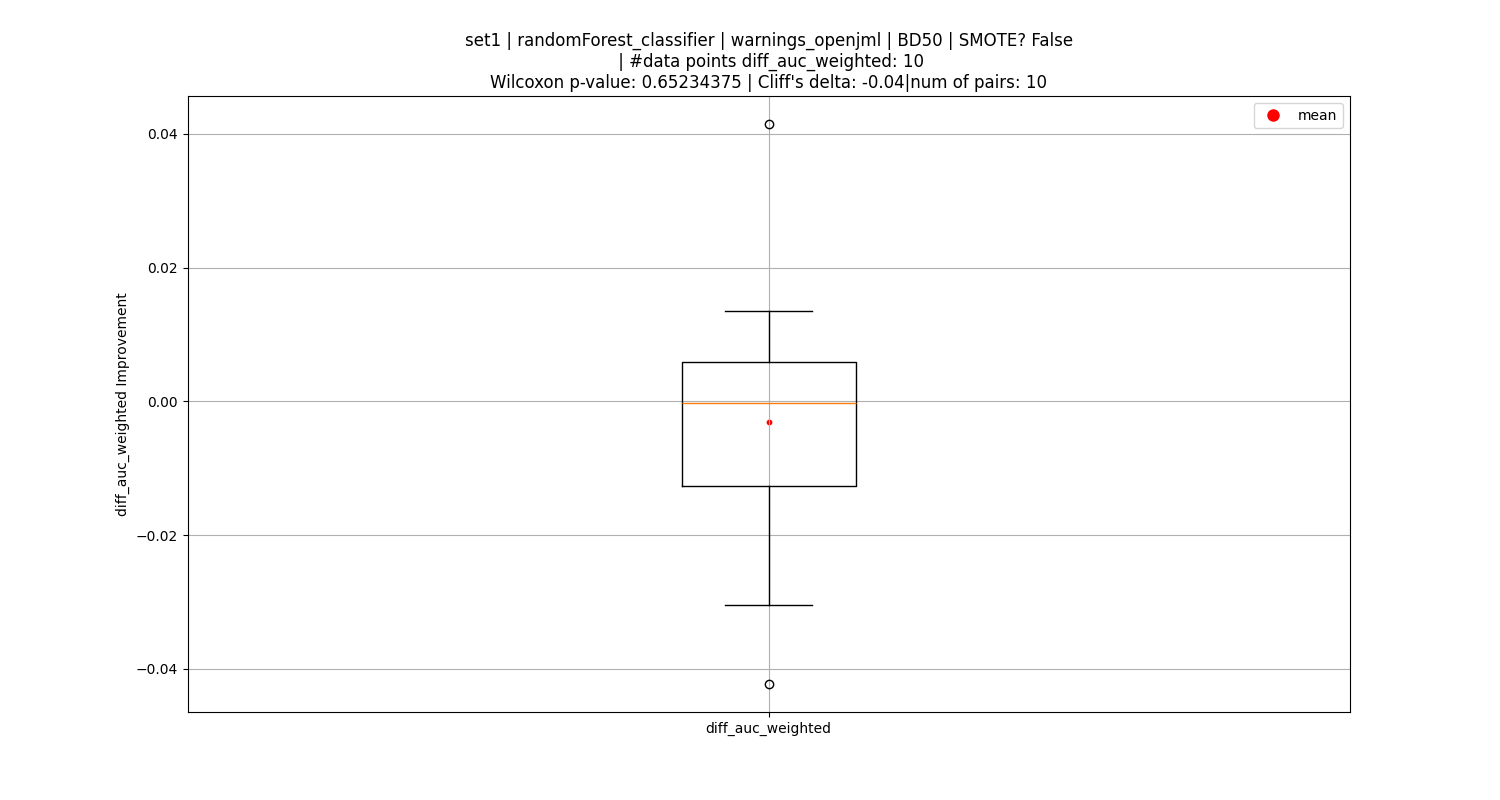 set1 | randomForest_classifier | warnings_openjml | BD50 | SMOTE? False
| #data points diff_auc_weighted: 10
Wilcoxon p-value: 0.65234375 | Cliff's delta: -0.04|num of pairs: 10
mean
0.04
0.02
0.00
−0.02
−0.04
diff_auc_weighted Improvement
diff_auc_weighted